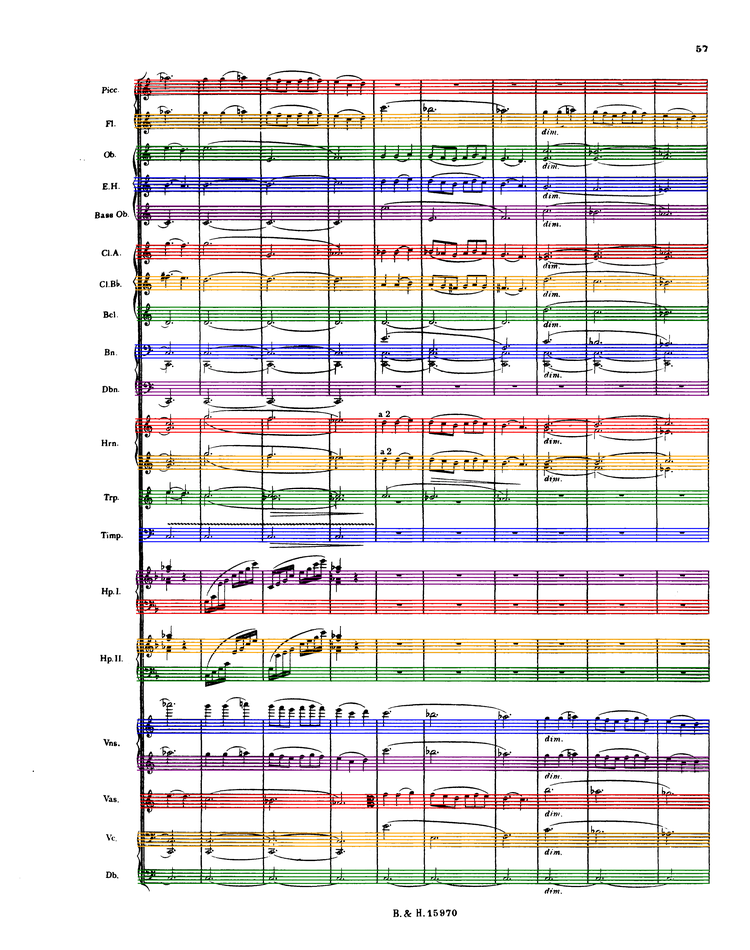 57
Picc.
Fl.
dim.
Ob.
dim.
E.H.
dim.
Bass Ob.
dim.
Cl.A.
dim.
Cl.B♭.
dim.
Bcl.
dim.
Bn.
dim.
Dbn.
a 2
Hrn.
dim.
a 2
dim.
Trp.
Timp.
Hp.I.
Hp.II.
Vns.
dim.
dim.
Vas.
dim.
Vc.
dim.
Db.
dim.
B. & H. 15970